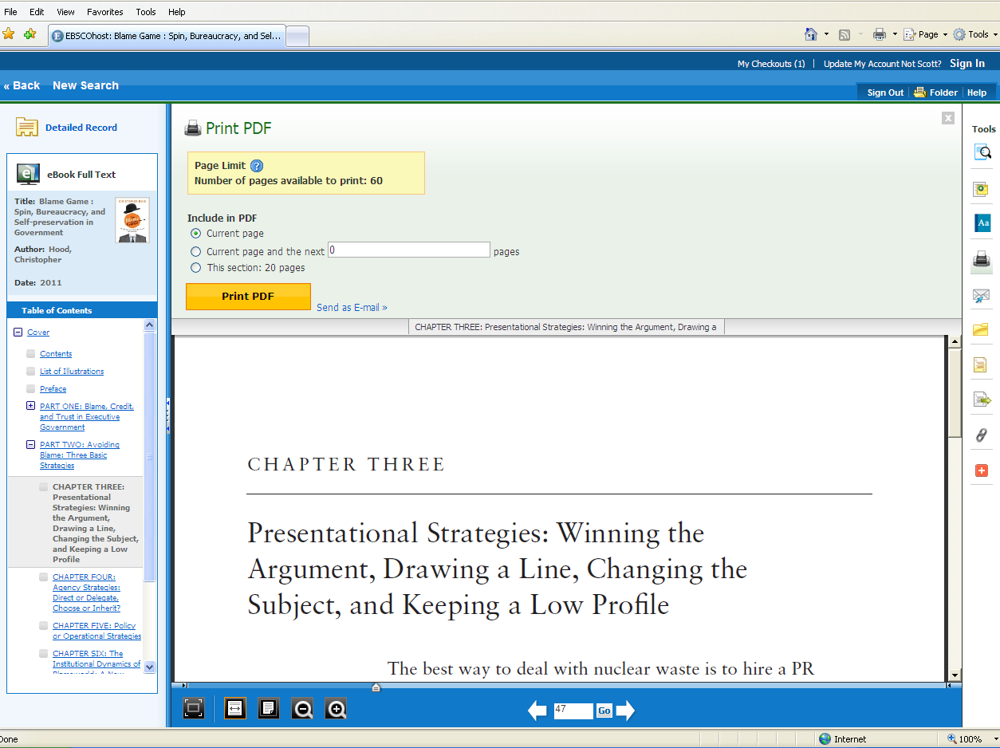 File Edit View Favorites Tools Help
EBSCOhost: Blame Game : Spin, Bureaucracy, and Sel...
Page Tools
My Checkouts (1) | Update My Account Not Scott? Sign In
« Back New Search
Sign Out Folder Help
Detailed Record
eBook Full Text
Title: Blame Game :
Spin, Bureaucracy, and
Self-preservation in
Government
Author: Hood,
Christopher
Date: 2011
Table of Contents
Cover
Contents
List of Illustrations
Preface
PART ONE: Blame, Credit,
and Trust in Executive
Government
PART TWO: Avoiding
Blame: Three Basic
Strategies
CHAPTER THREE:
Presentational
Strategies: Winning
the Argument,
Drawing a Line,
Changing the Subject,
and Keeping a Low
Profile
CHAPTER FOUR:
Agency Strategies:
Direct or Delegate,
Choose or Inherit?
CHAPTER FIVE: Policy
or Operational Strategies
CHAPTER SIX: The
Institutional Dynamics of
Print PDF
Page Limit ?
Number of pages available to print: 60
Include in PDF
Current page
Current page and the next 0 pages
This section: 20 pages
Print PDF
Send as E-mail »
CHAPTER THREE: Presentational Strategies: Winning the Argument, Drawing a
CHAPTER THREE
Presentational Strategies: Winning the
Argument, Drawing a Line, Changing the
Subject, and Keeping a Low Profile
The best way to deal with nuclear waste is to hire a PR
47 Go
Tools
Aa
Done
Internet
100%